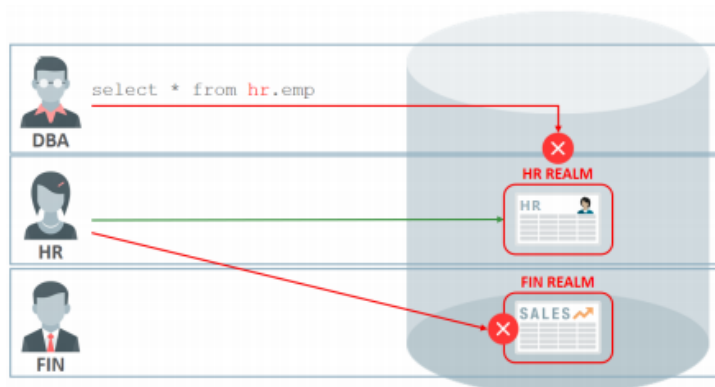 select * from hr.emp
DBA
HR REALM
HR
HR
FIN REALM
SALES
FIN